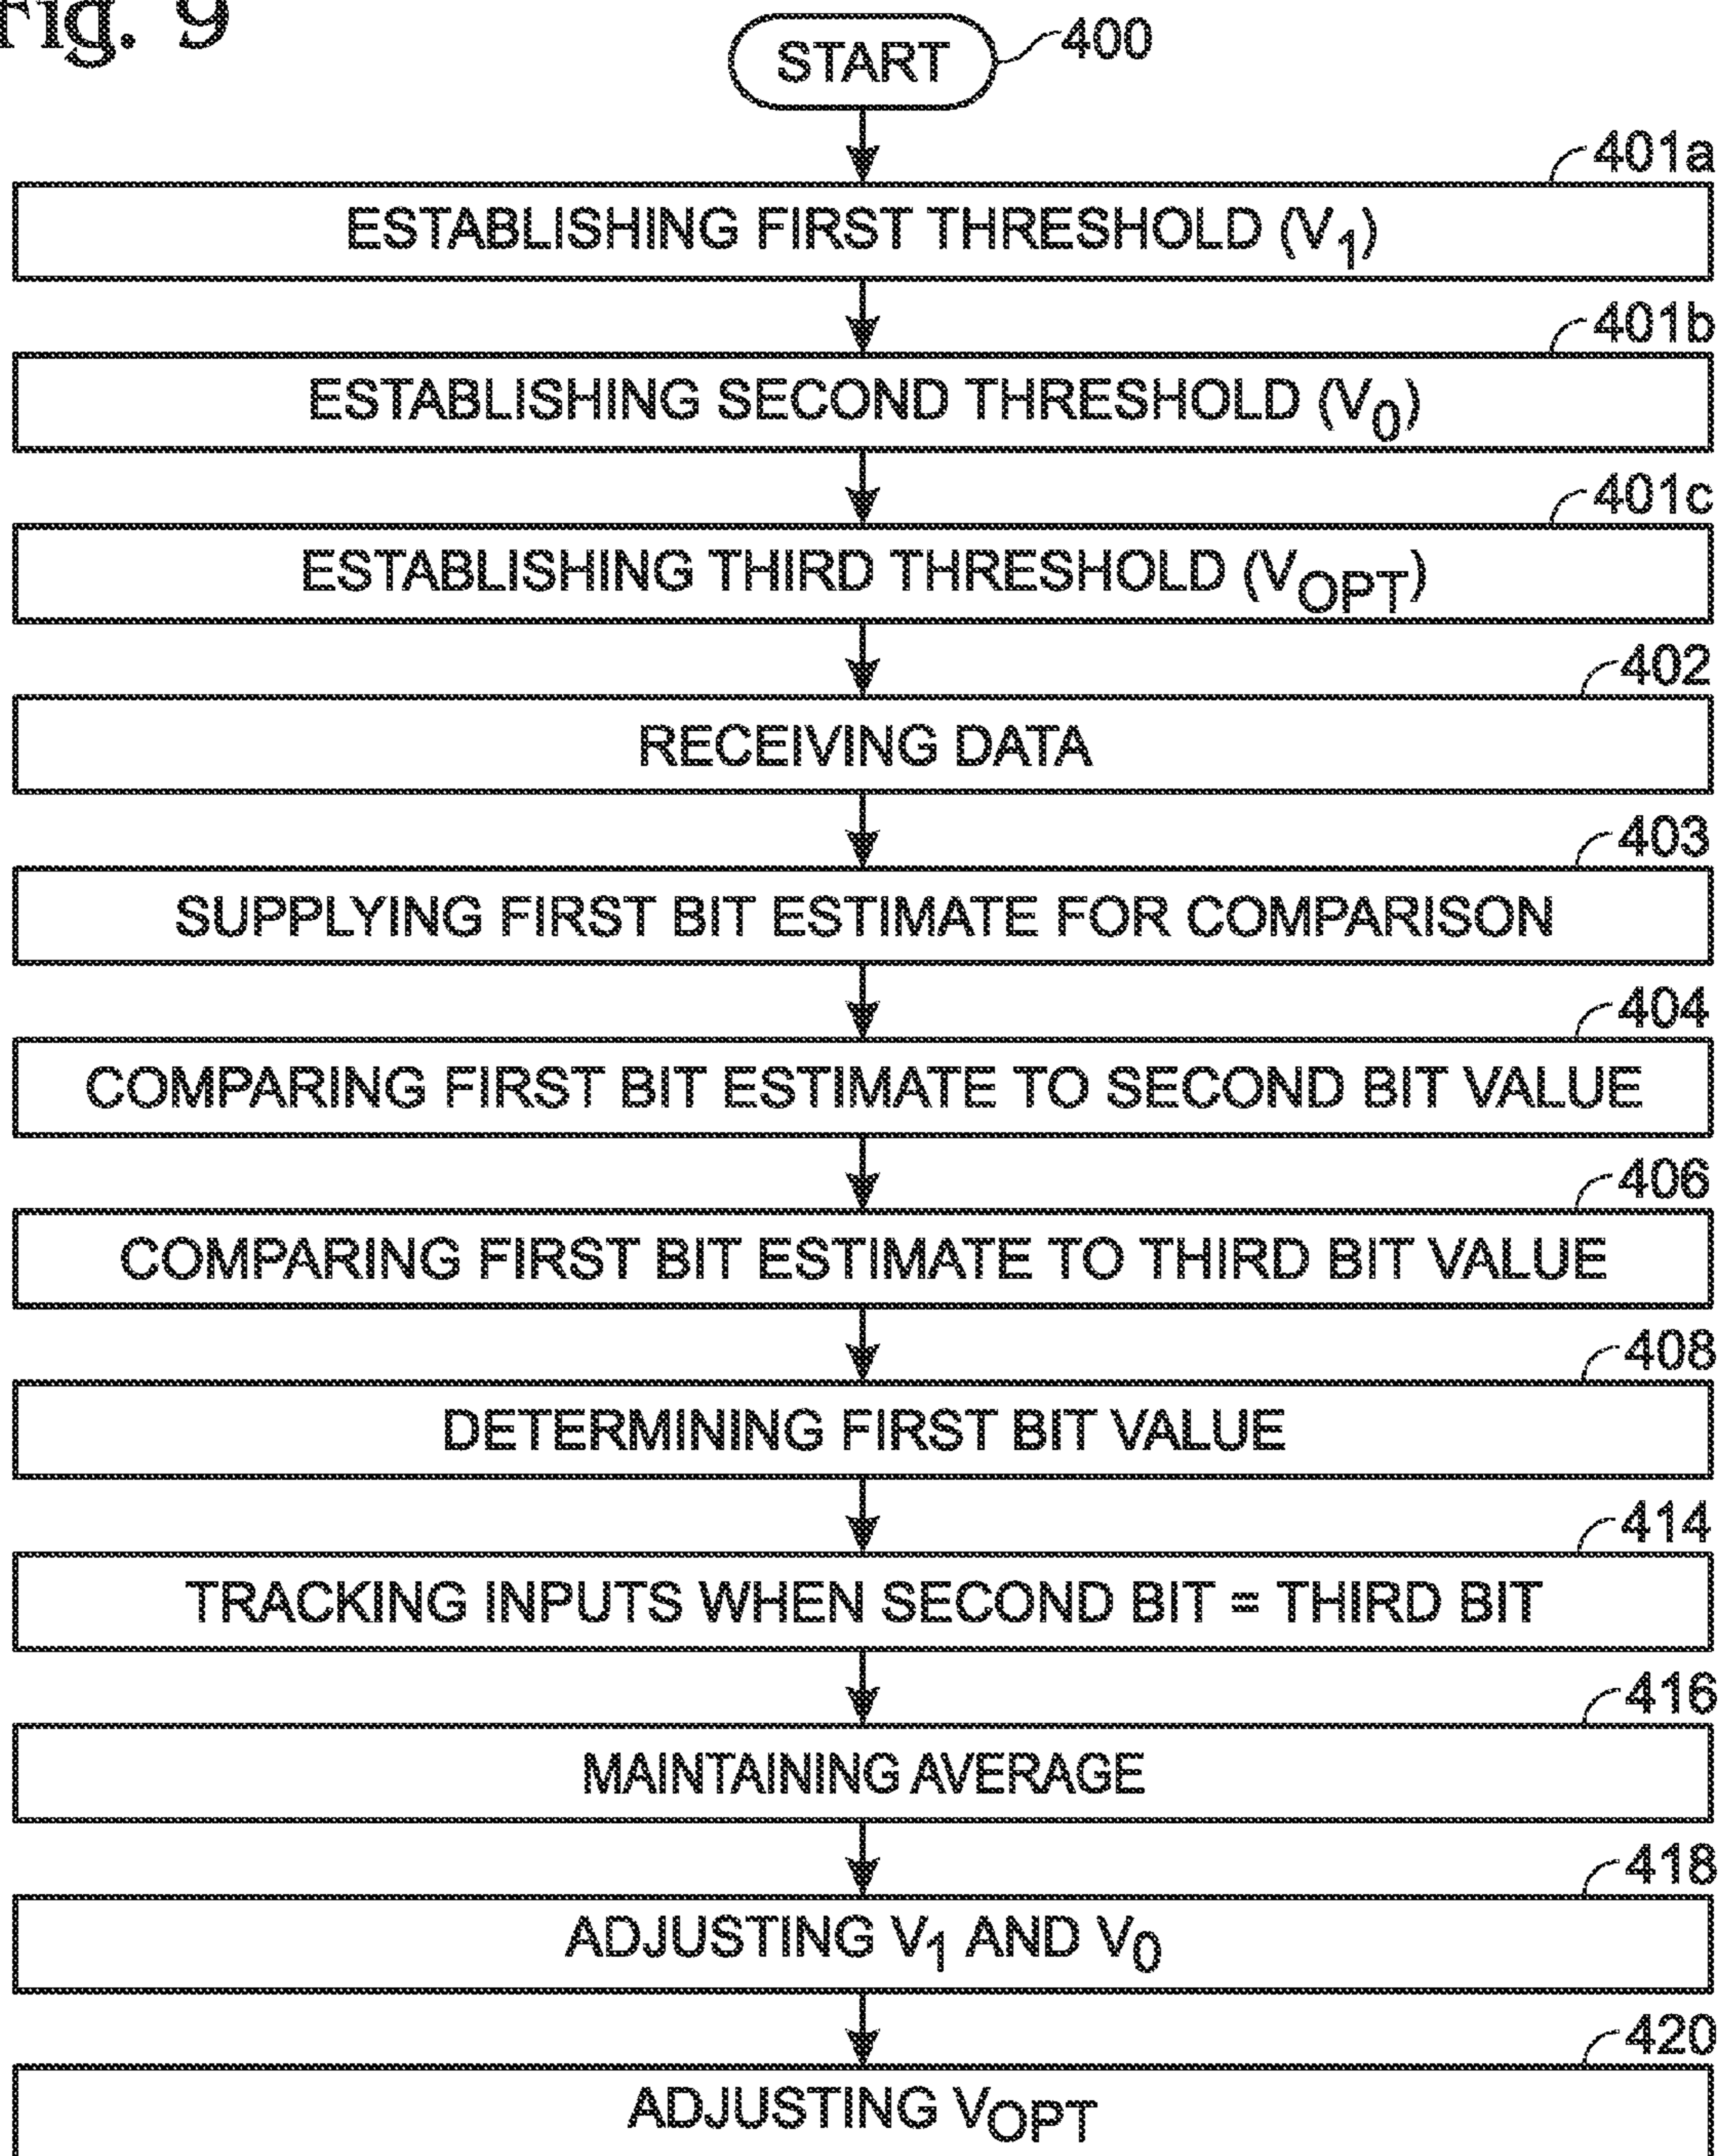 Fig. 9
START
400
401a
ESTABLISHING FIRST THRESHOLD (V1)
401b
ESTABLISHING SECOND THRESHOLD (V0)
401c
ESTABLISHING THIRD THRESHOLD (VOPT)
402
RECEIVING DATA
403
SUPPLYING FIRST BIT ESTIMATE FOR COMPARISON
404
COMPARING FIRST BIT ESTIMATE TO SECOND BIT VALUE
406
COMPARING FIRST BIT ESTIMATE TO THIRD BIT VALUE
408
DETERMINING FIRST BIT VALUE
414
TRACKING INPUTS WHEN SECOND BIT = THIRD BIT
416
MAINTAINING AVERAGE
418
ADJUSTING V1 AND V0
420
ADJUSTING VOPT